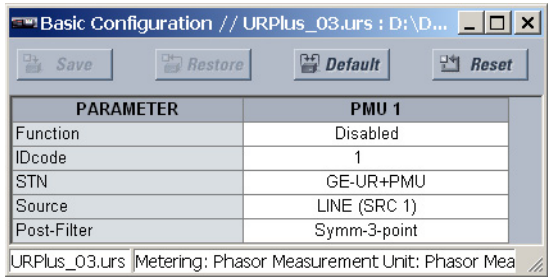 Basic Configuration // URPlus_03.urs : D:\D...
Save Restore Default Reset
PARAMETER PMU 1
Function Disabled
IDcode 1
STN GE-UR+PMU
Source LINE (SRC 1)
Post-Filter Symm-3-point
URPlus_03.urs Metering: Phasor Measurement Unit: Phasor Mea